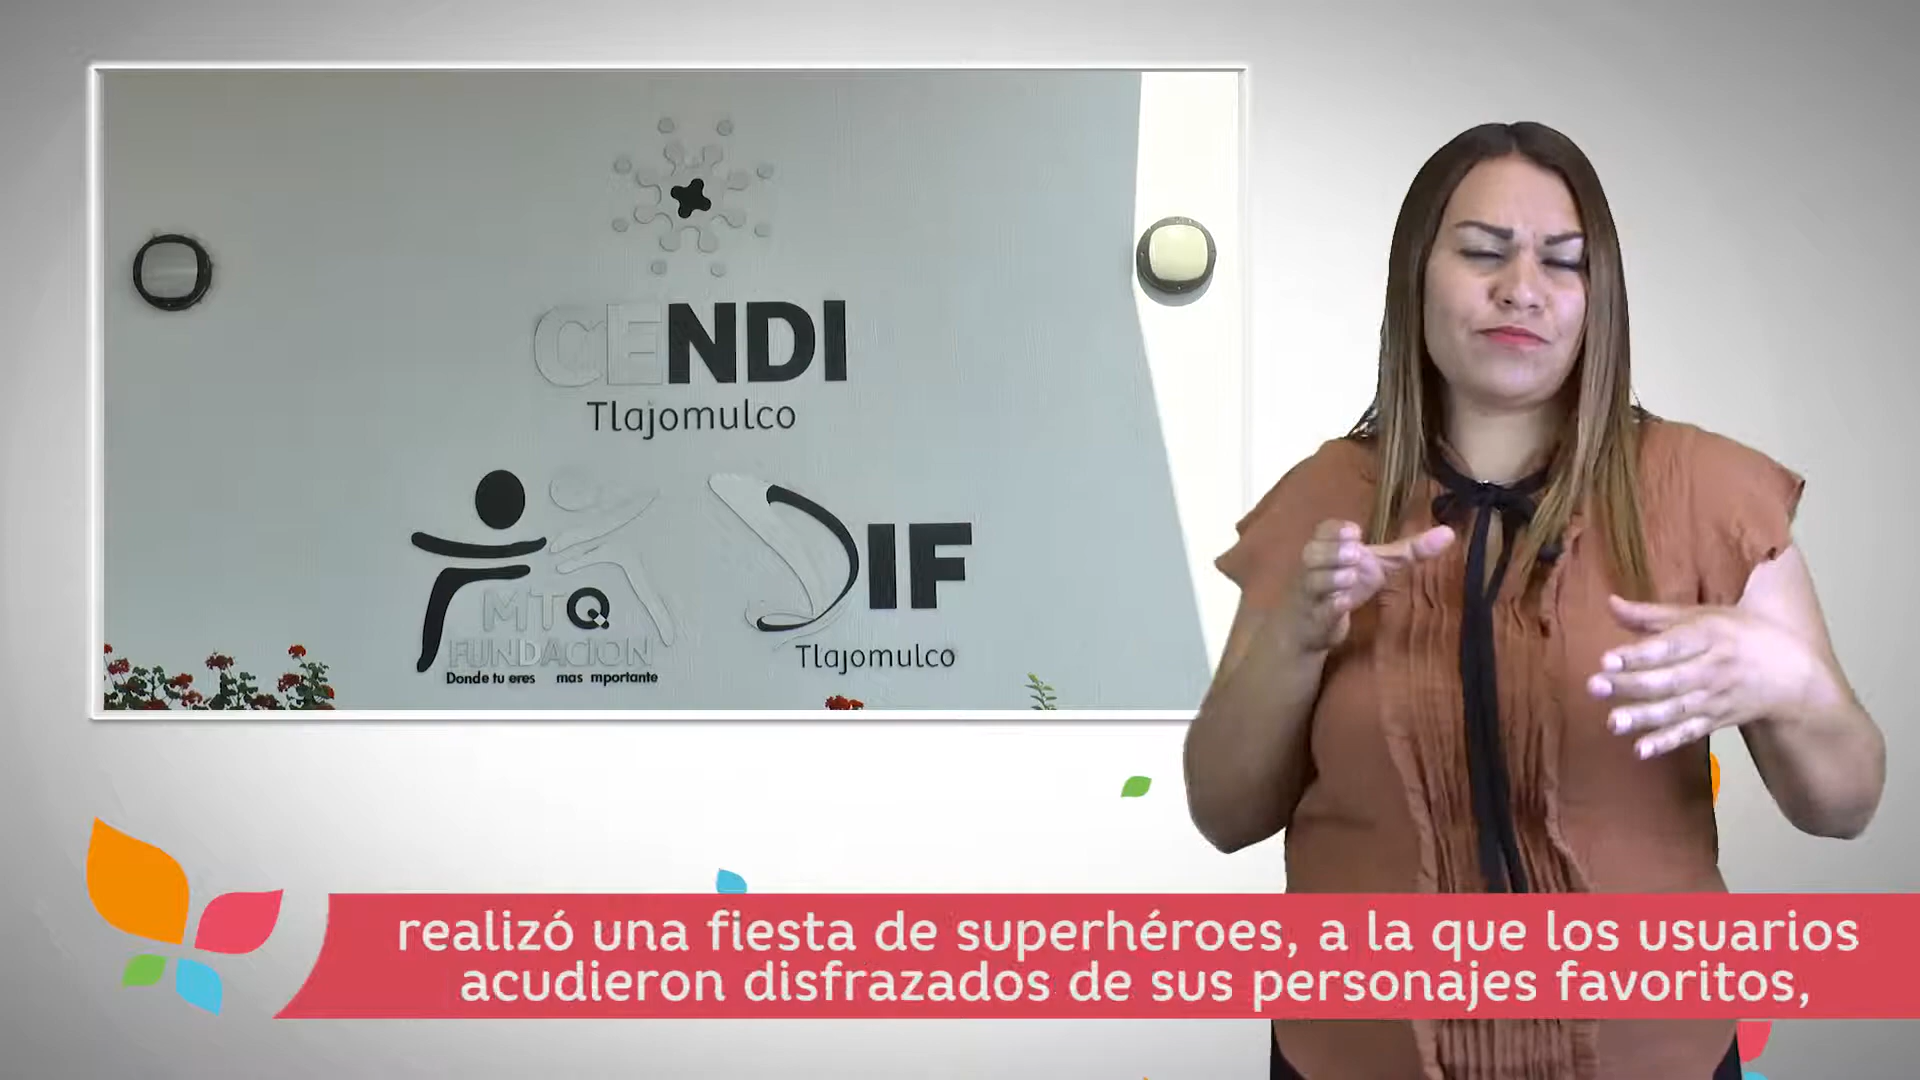 CENDI
Tlajomulco
MTQ
FUNDACION
Donde tu eres mas mportante
DIF
Tlajomulco
realizó una fiesta de superhéroes, a la que los usuarios
acudieron disfrazados de sus personajes favoritos,